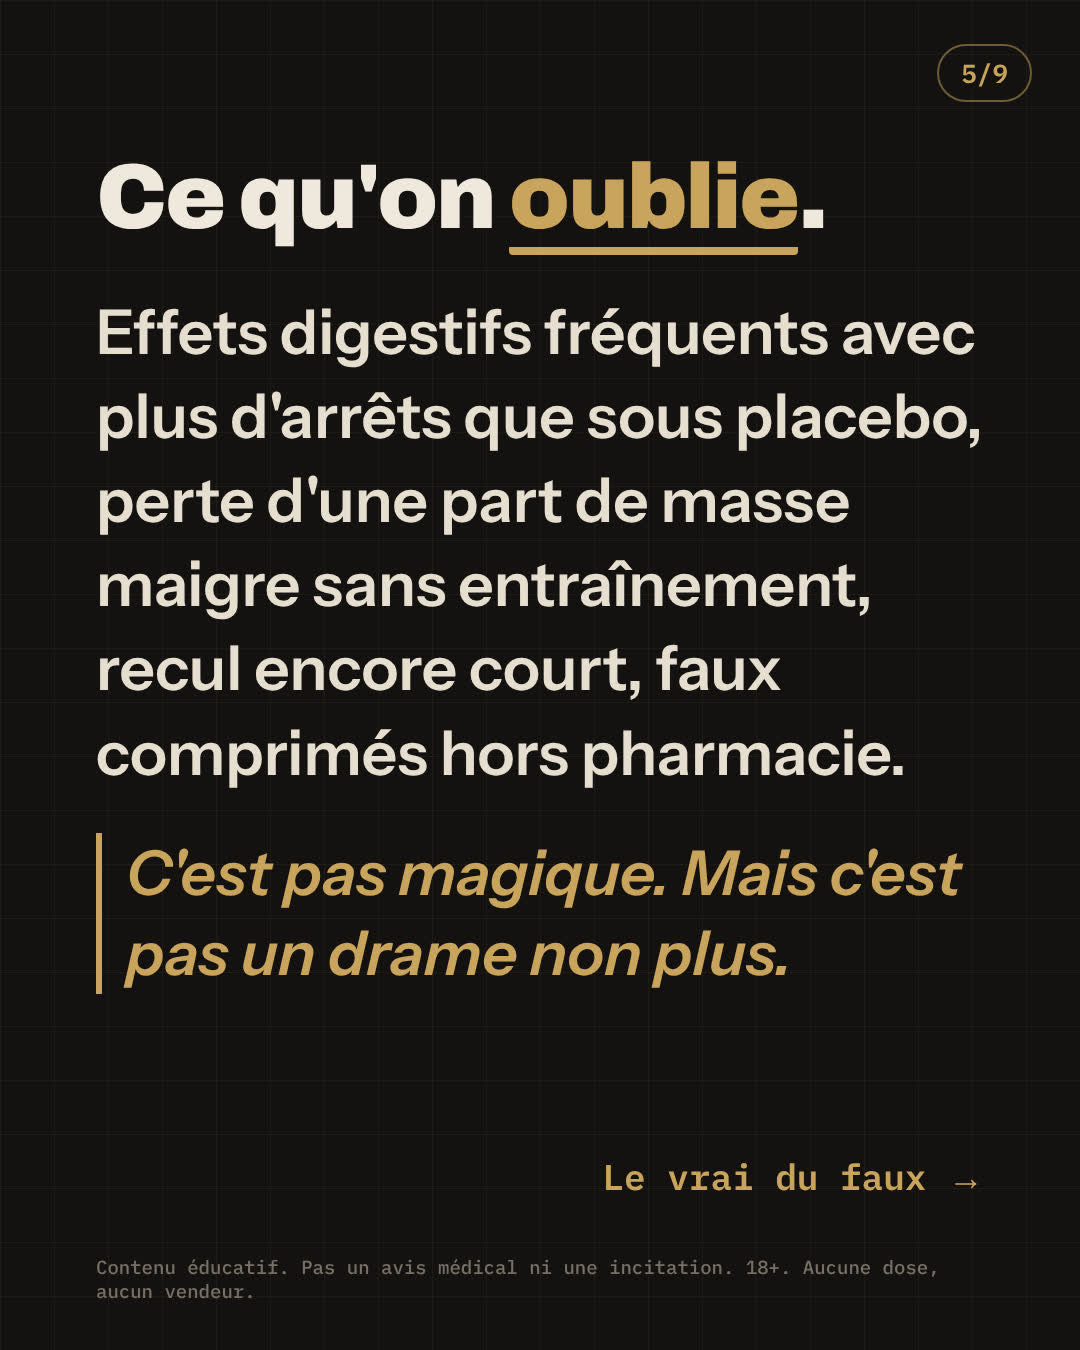 5/9
Ce qu'on oublie.
Effets digestifs fréquents avec
plus d'arrêts que sous placebo,
perte d'une part de masse
maigre sans entraînement,
recul encore court, faux
comprimés hors pharmacie.
C'est pas magique. Mais c'est
pas un drame non plus.
Le vrai du faux →
Contenu éducatif. Pas un avis médical ni une incitation. 18+. Aucune dose,
aucun vendeur.